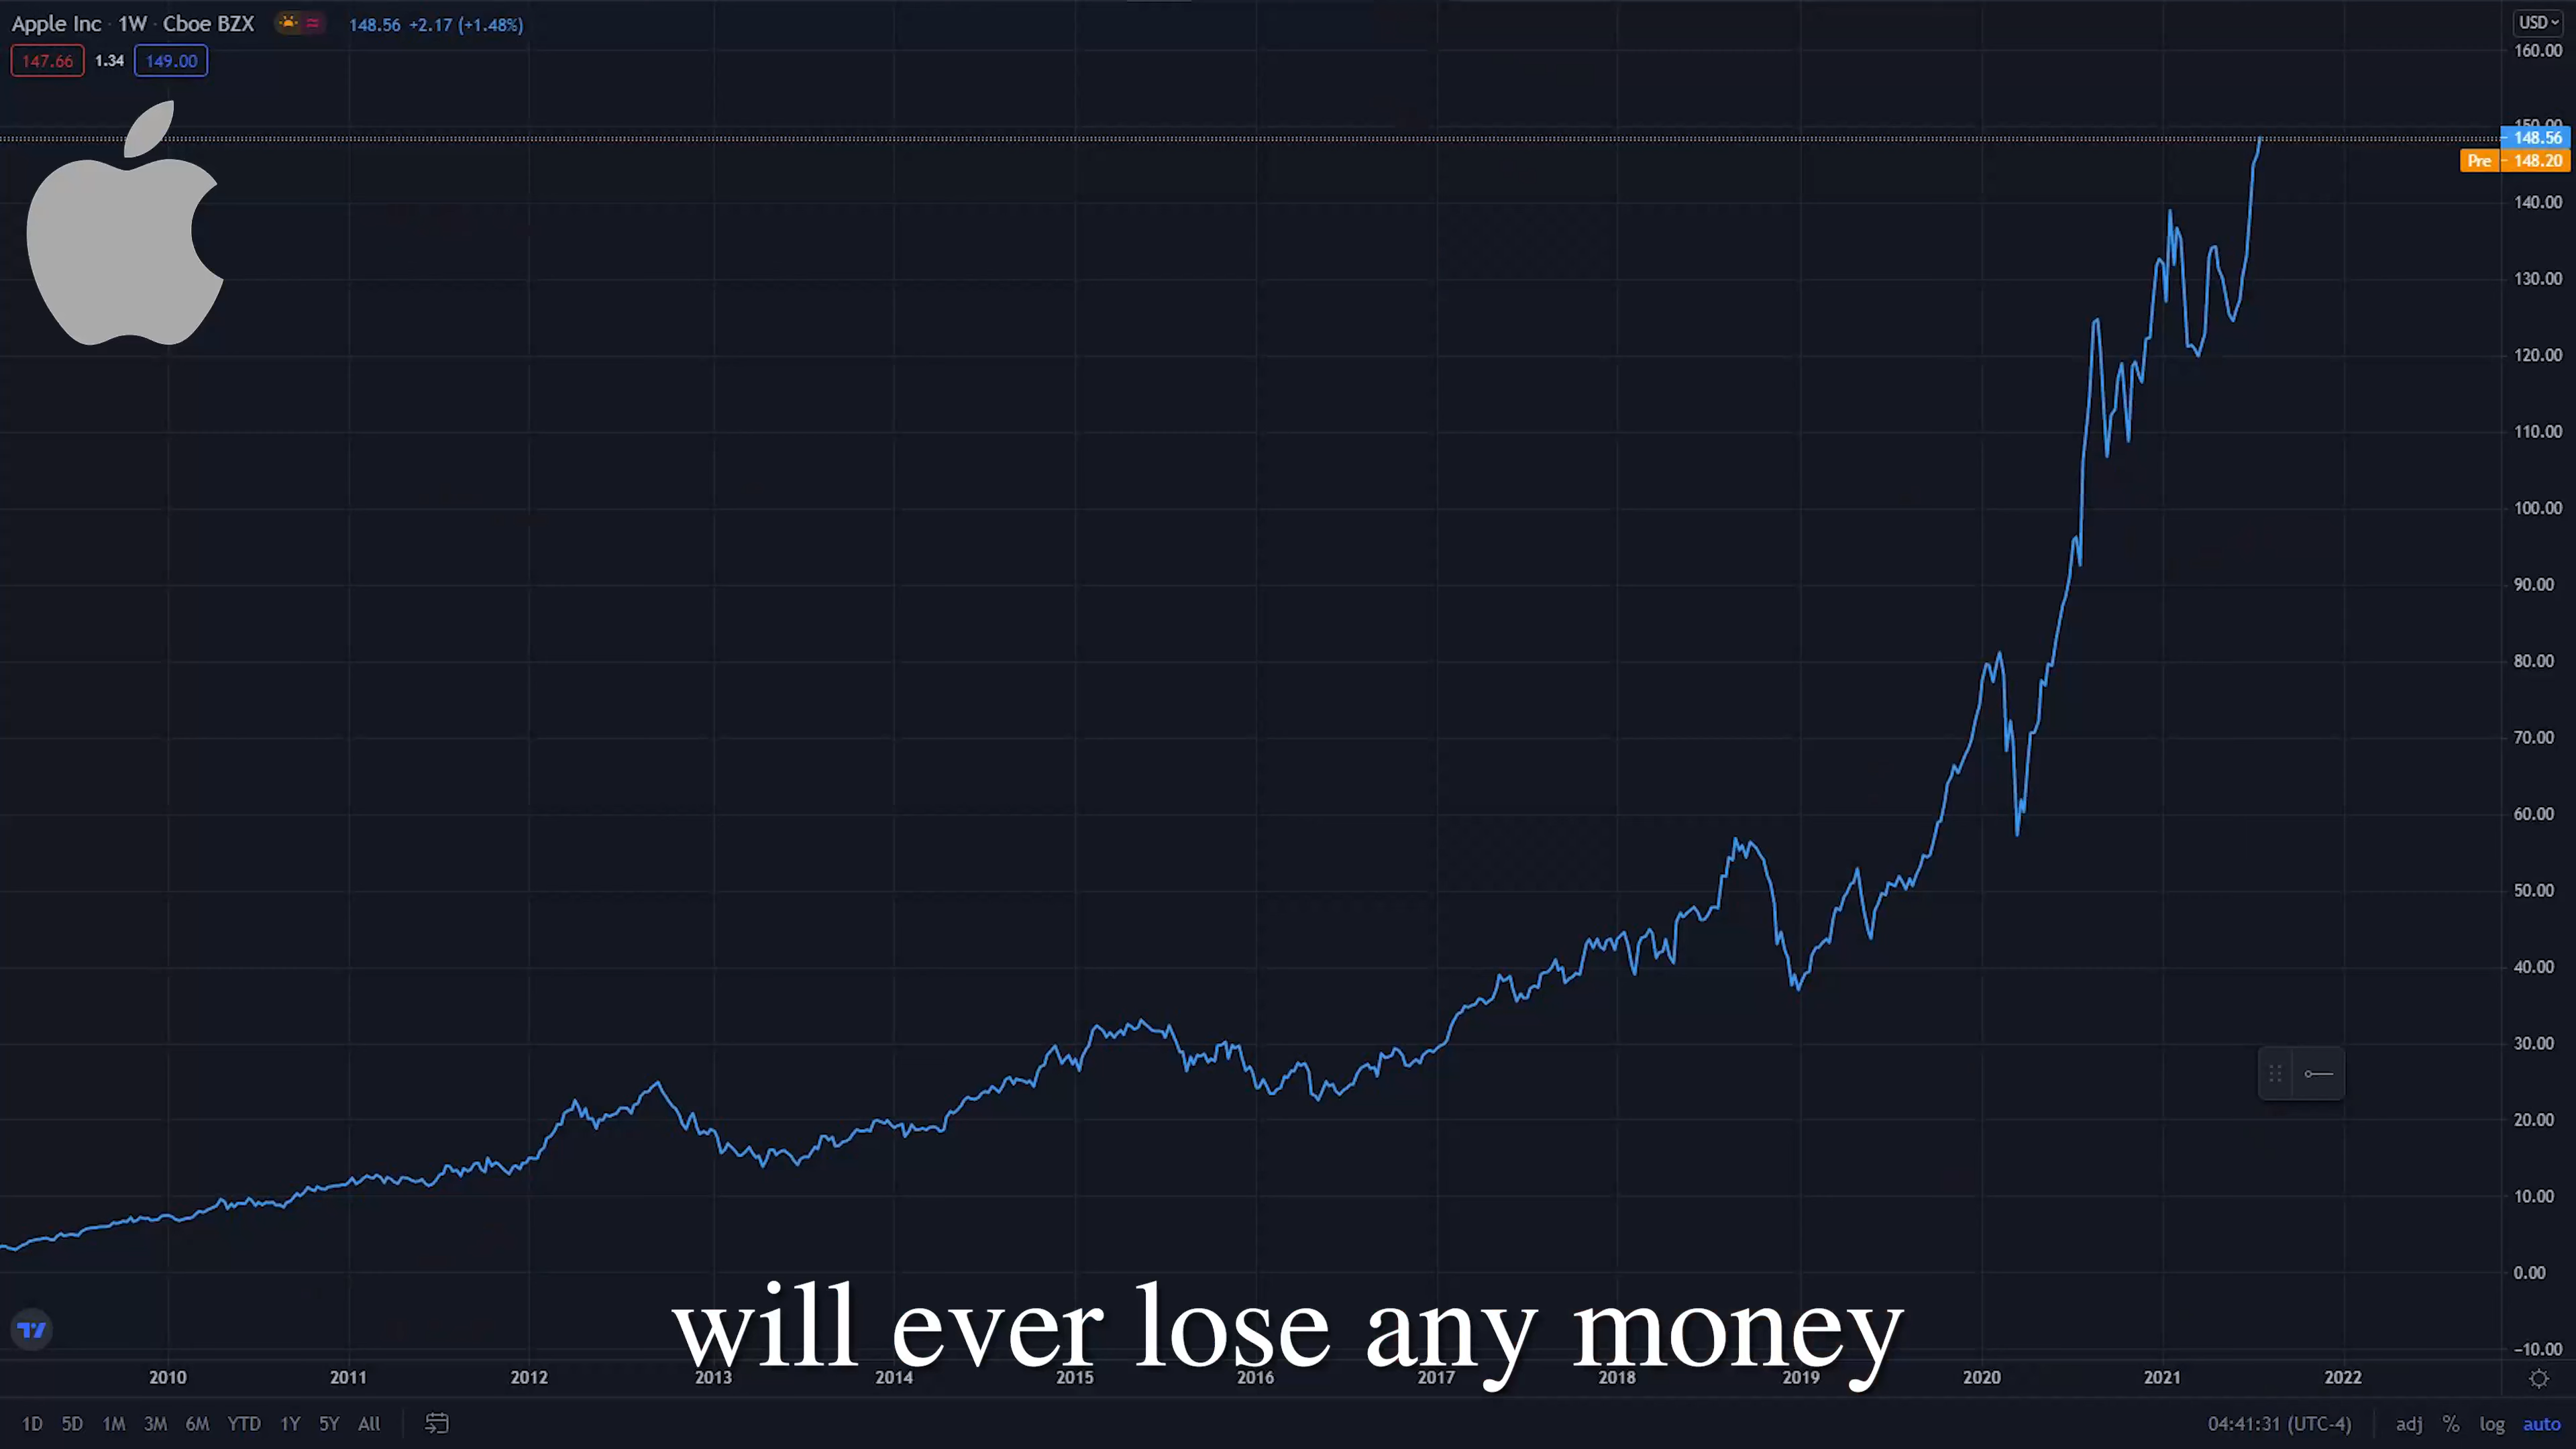 Apple Inc · 1W · Cboe BZX 148.56 +2.17 (+1.48%)
147.66 1.34 149.00
USD
160.00
150.00
148.56
Pre 148.20
140.00
130.00
120.00
110.00
100.00
90.00
80.00
70.00
60.00
50.00
40.00
30.00
20.00
10.00
0.00
-10.00
will ever lose any money
2010 2011 2012 2013 2014 2015 2016 2017 2018 2019 2020 2021 2022
1D 5D 1M 3M 6M YTD 1Y 5Y All 04:41:31 (UTC-4) adj % log auto